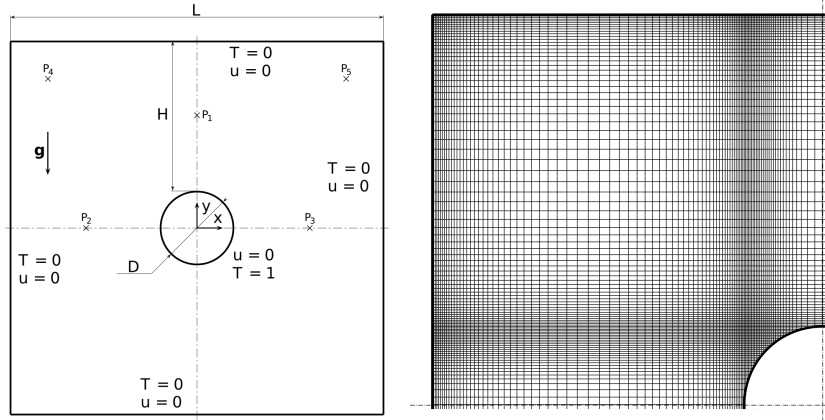 L
T = 0
u = 0
P4
P5
H
P1
g
T = 0
u = 0
y
x
P2
P3
D
u = 0
T = 1
T = 0
u = 0
T = 0
u = 0